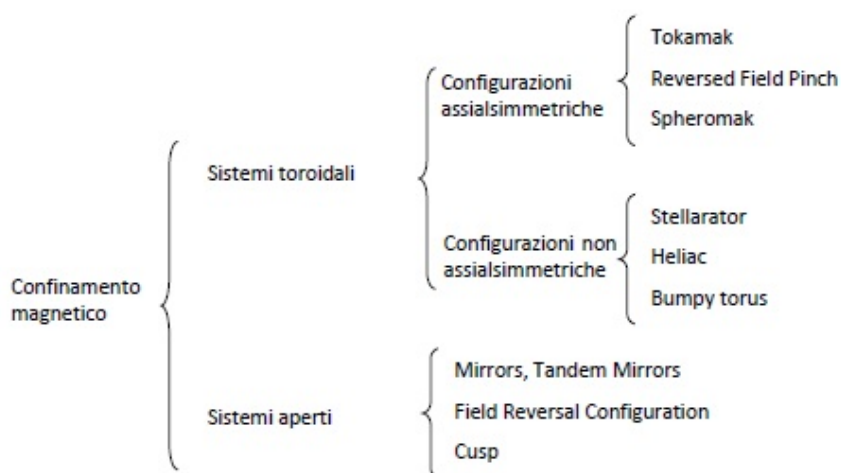 Confinamento
magnetico
Sistemi toroidali
Configurazioni
assialsimmetriche
Tokamak
Reversed Field Pinch
Spheromak
Configurazioni non
assialsimmetriche
Stellarator
Heliac
Bumpy torus
Sistemi aperti
Mirrors, Tandem Mirrors
Field Reversal Configuration
Cusp